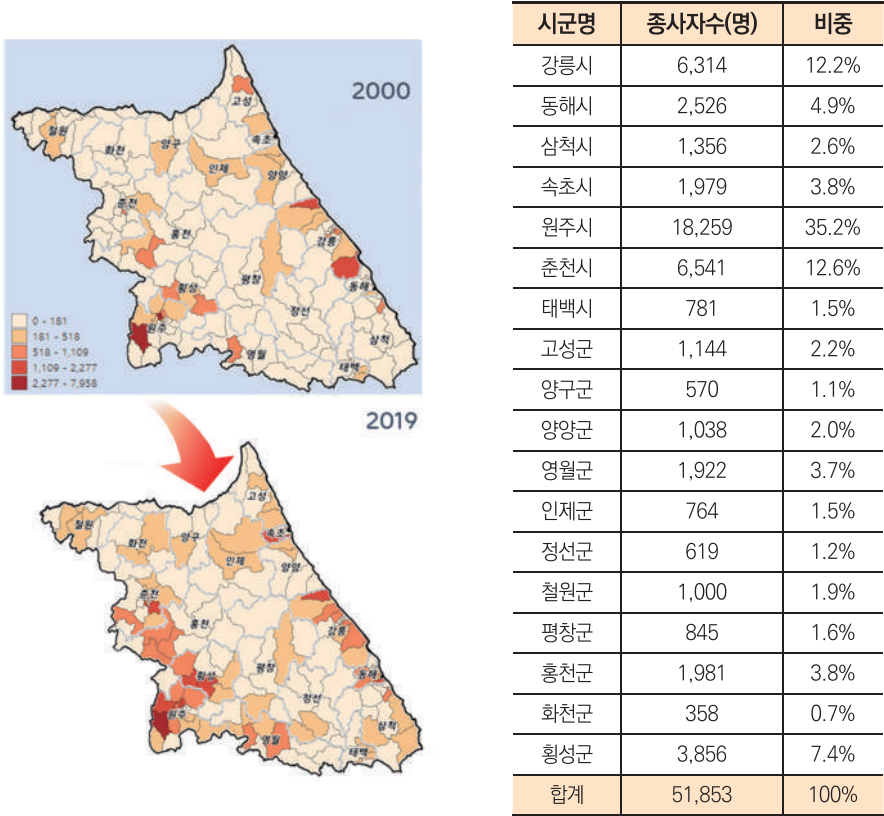 2000
고성
철원
화천
양구
속초
인제
양양
춘천
홍천
강릉
횡성
평창
동해
정선
원주
삼척
영월
태백
0 - 181
181 - 518
518 - 1,109
1,109 - 2,277
2,277 - 7,958
2019
고성
철원
속초
화천
양구
인제
양양
춘천
홍천
강릉
평창
횡성
동해
정선
원주
삼척
영월
태백
시군명 종사자수(명) 비중
강릉시 6,314 12.2%
동해시 2,526 4.9%
삼척시 1,356 2.6%
속초시 1,979 3.8%
원주시 18,259 35.2%
춘천시 6,541 12.6%
태백시 781 1.5%
고성군 1,144 2.2%
양구군 570 1.1%
양양군 1,038 2.0%
영월군 1,922 3.7%
인제군 764 1.5%
정선군 619 1.2%
철원군 1,000 1.9%
평창군 845 1.6%
홍천군 1,981 3.8%
화천군 358 0.7%
횡성군 3,856 7.4%
합계 51,853 100%